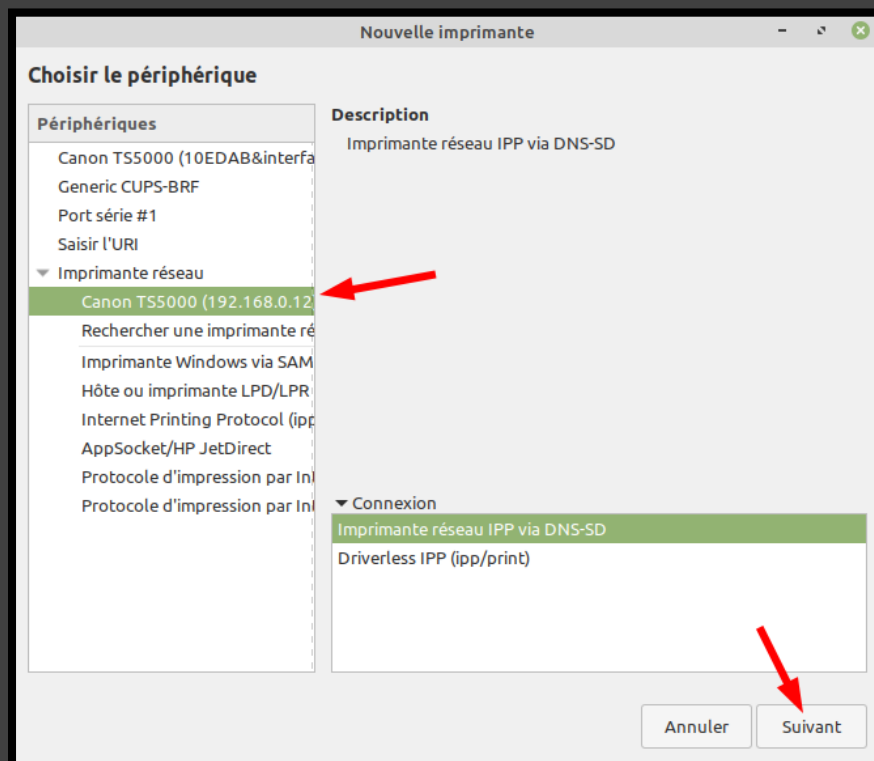 Nouvelle imprimante
Choisir le périphérique
Périphériques
Canon TS5000 (10EDAB&interfa
Generic CUPS-BRF
Port série #1
Saisir l'URI
Imprimante réseau
Canon TS5000 (192.168.0.12
Rechercher une imprimante ré
Imprimante Windows via SAM
Hôte ou imprimante LPD/LPR
Internet Printing Protocol (ipp
AppSocket/HP JetDirect
Protocole d'impression par Int
Protocole d'impression par Int
Description
Imprimante réseau IPP via DNS-SD
Connexion
Imprimante réseau IPP via DNS-SD
Driverless IPP (ipp/print)
Annuler
Suivant